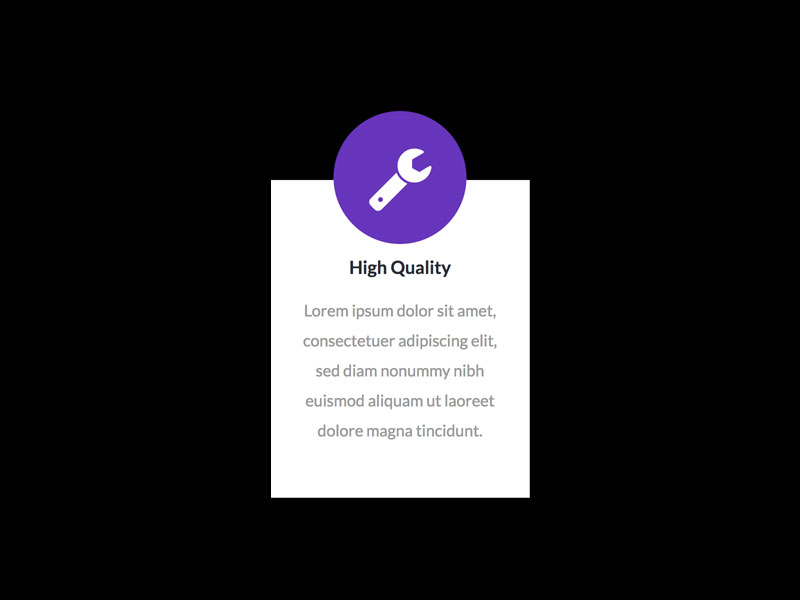 High Quality
Lorem ipsum dolor sit amet,
consectetuer adipiscing elit,
sed diam nonummy nibh
euismod aliquam ut laoreet
dolore magna tincidunt.